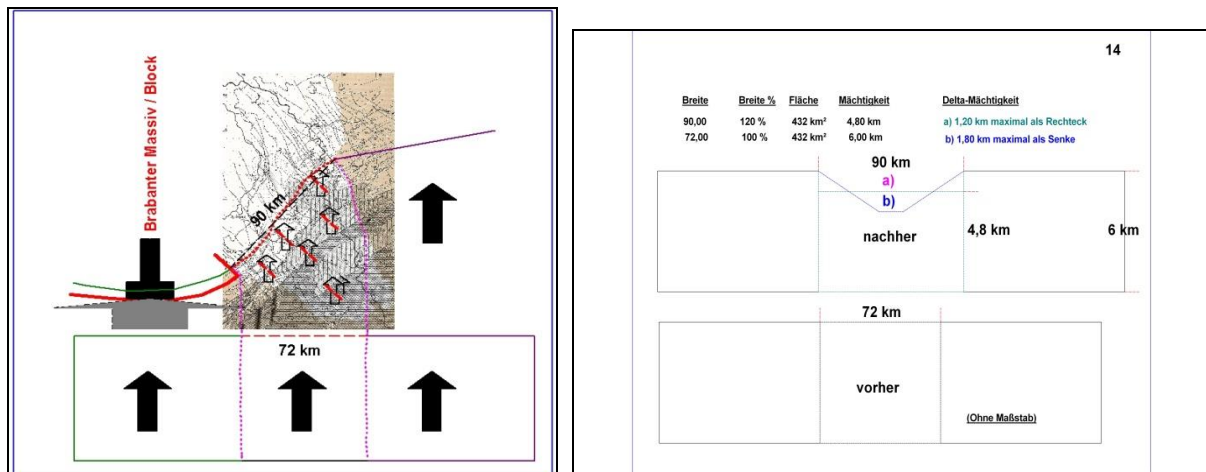 Brabanter Massiv / Block
90 km
72 km
14
Breite Breite % Fläche Mächtigkeit Delta-Mächtigkeit
90,00 120 % 432 km² 4,80 km a) 1,20 km maximal als Rechteck
72,00 100 % 432 km² 6,00 km b) 1,80 km maximal als Senke
90 km
a)
b)
nachher
4,8 km
6 km
72 km
vorher
(Ohne Maßstab)